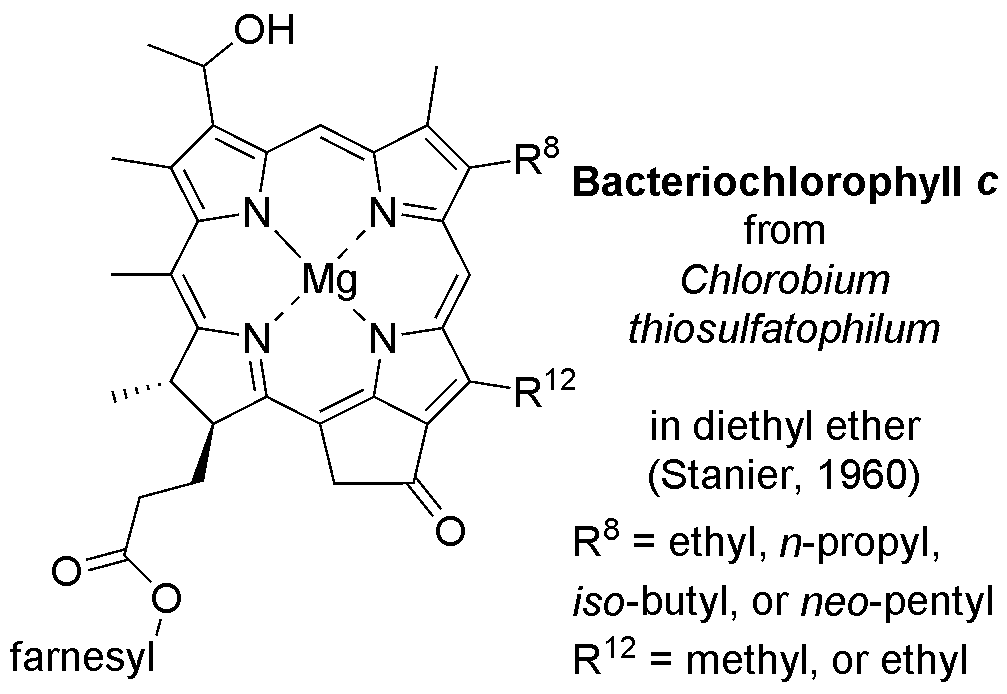 OH
R⁸
N
N
Mg
N
N
R¹²
O
O
O
farnesyl
Bacteriochlorophyll c
from
Chlorobium
thiosulfatophilum
in diethyl ether
(Stanier, 1960)
R⁸ = ethyl, n-propyl,
iso-butyl, or neo-pentyl
R¹² = methyl, or ethyl